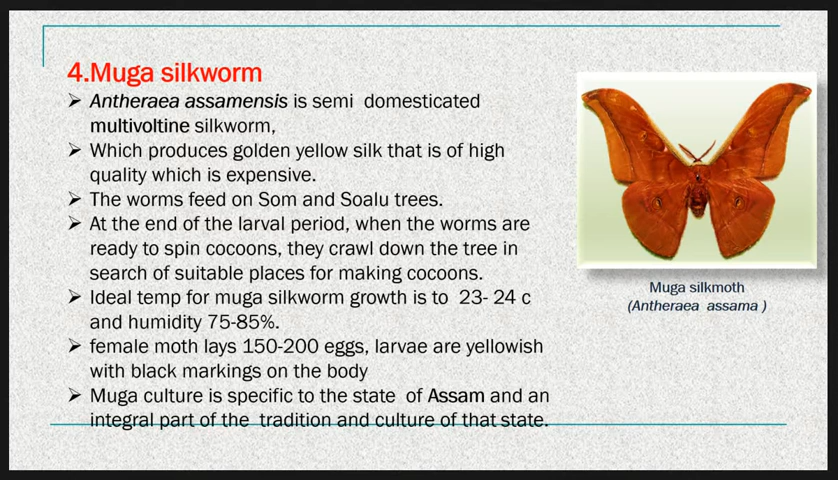 4.Muga silkworm
➢ Antheraea assamensis is semi domesticated
multivoltine silkworm,
➢ Which produces golden yellow silk that is of high
quality which is expensive.
➢ The worms feed on Som and Soalu trees.
➢ At the end of the larval period, when the worms are
ready to spin cocoons, they crawl down the tree in
search of suitable places for making cocoons.
➢ Ideal temp for muga silkworm growth is to 23- 24 c
and humidity 75-85%.
➢ female moth lays 150-200 eggs, larvae are yellowish
with black markings on the body
➢ Muga culture is specific to the state of Assam and an
integral part of the tradition and culture of that state.
Muga silkmoth
(Antheraea assama )